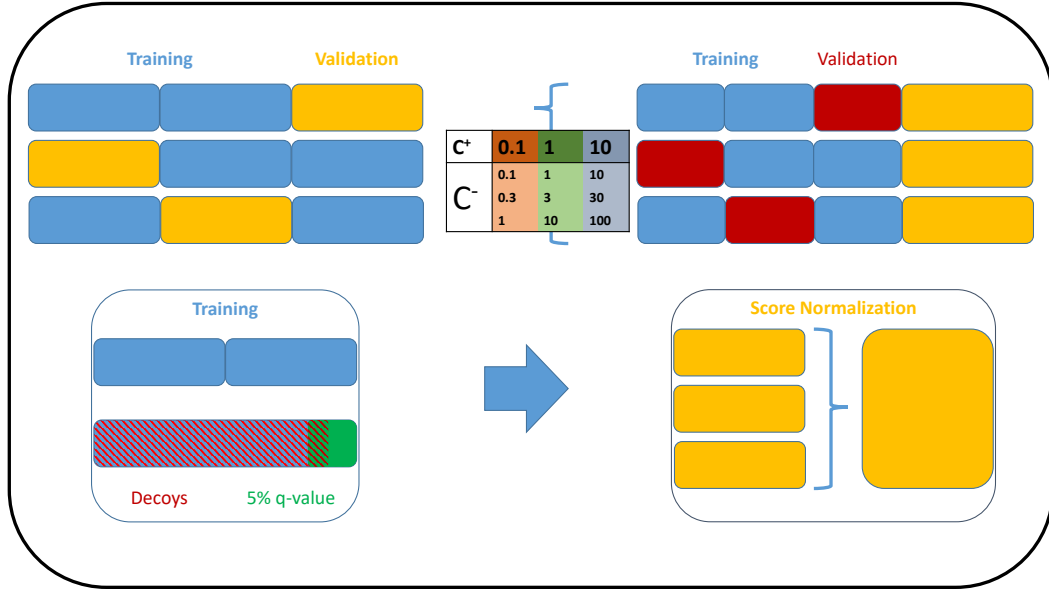 Training Validation
Training Validation
C+ 0.1 1 10
C- 0.1 1 10
0.3 3 30
1 10 100
Training
Decoys 5% q-value
Score Normalization